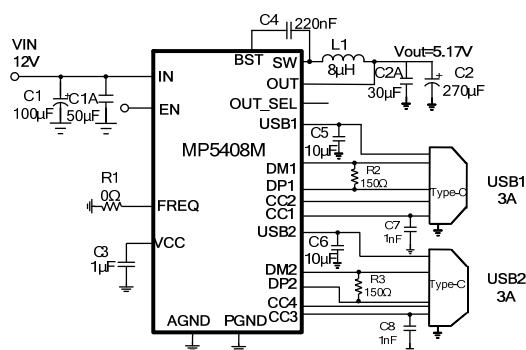 C4
220nF
VIN
12V
BST
SW
L1
8µH
Vout=5.17V
IN
OUT
C2A
30µF
C2
270µF
C1
100µF
C1A
50µF
EN
OUT_SEL
USB1
C5
10µF
MP5408M
DM1
R2
150Ω
DP1
Type-C
USB1
3A
R1
0Ω
FREQ
CC2
CC1
C7
1nF
VCC
USB2
C3
1µF
C6
10µF
DM2
R3
150Ω
DP2
Type-C
USB2
3A
CC4
CC3
C8
1nF
AGND
PGND